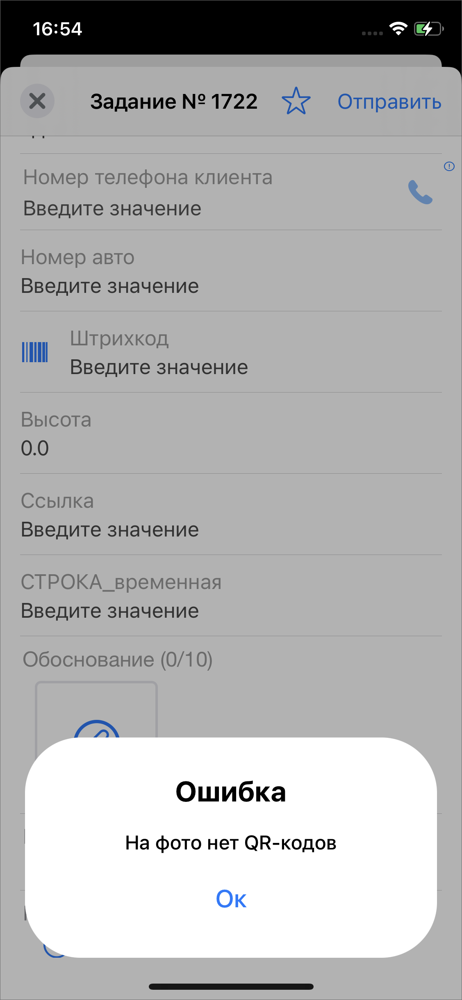 16:54
Задание № 1722
Отправить
Номер телефона клиента
Введите значение
Номер авто
Введите значение
Штрихкод
Введите значение
Высота
0.0
Ссылка
Введите значение
СТРОКА_временная
Введите значение
Обоснование (0/10)
Ошибка
На фото нет QR-кодов
Ок